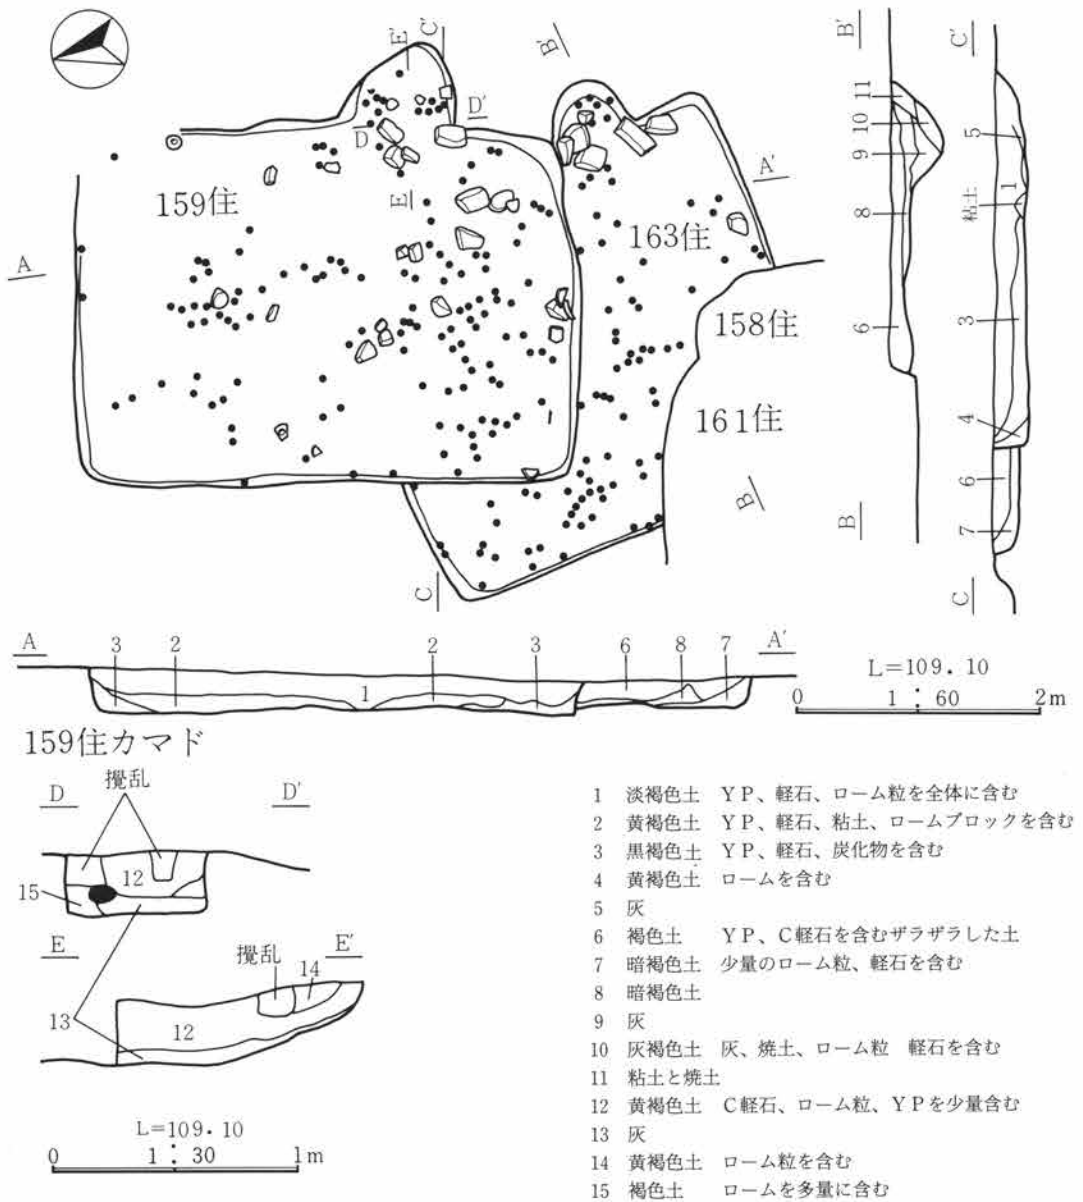 E'
C'
B'
D
D'
E
A'
A
159住
163住
158住
161住
B
C
B'
11
10
9
8
6
B
C'
5
1
粘土
3
4
6
7
C
A 3 2 1 2 3 6 8 7 A'
L=109.10
0 1:60 2m
159住カマド
D 攪乱 D'
12
15
E 攪乱 14 E'
13 12
L=109.10
0 1:30 1m
1 淡褐色土 YP、軽石、ローム粒を全体に含む
2 黄褐色土 YP、軽石、粘土、ロームブロックを含む
3 黒褐色土 YP、軽石、炭化物を含む
4 黄褐色土 ロームを含む
5 灰
6 褐色土 YP、C軽石を含むザラザラした土
7 暗褐色土 少量のローム粒、軽石を含む
8 暗褐色土
9 灰
10 灰褐色土 灰、焼土、ローム粒 軽石を含む
11 粘土と焼土
12 黄褐色土 C軽石、ローム粒、YPを少量含む
13 灰
14 黄褐色土 ローム粒を含む
15 褐色土 ロームを多量に含む